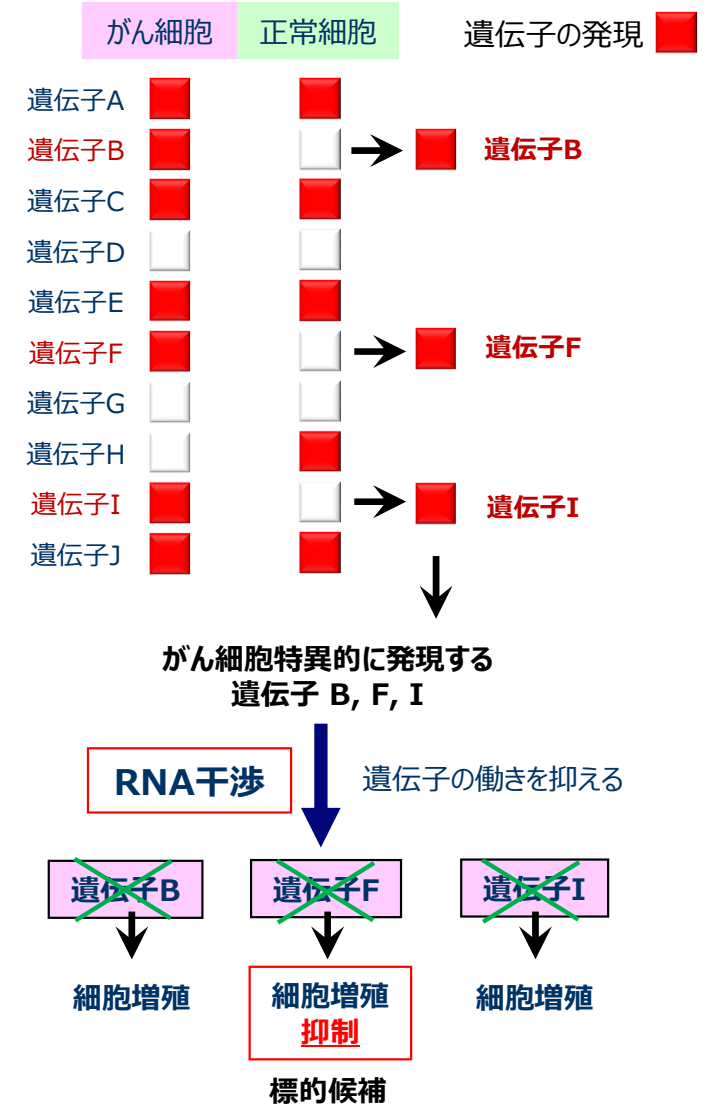 がん細胞 正常細胞 遺伝子の発現
遺伝子A
遺伝子B 遺伝子B
遺伝子C
遺伝子D
遺伝子E
遺伝子F 遺伝子F
遺伝子G
遺伝子H
遺伝子I 遺伝子I
遺伝子J
がん細胞特異的に発現する
遺伝子 B, F, I
RNA干渉 遺伝子の働きを抑える
遺伝子B 遺伝子F 遺伝子I
細胞増殖 細胞増殖 細胞増殖
抑制
標的候補